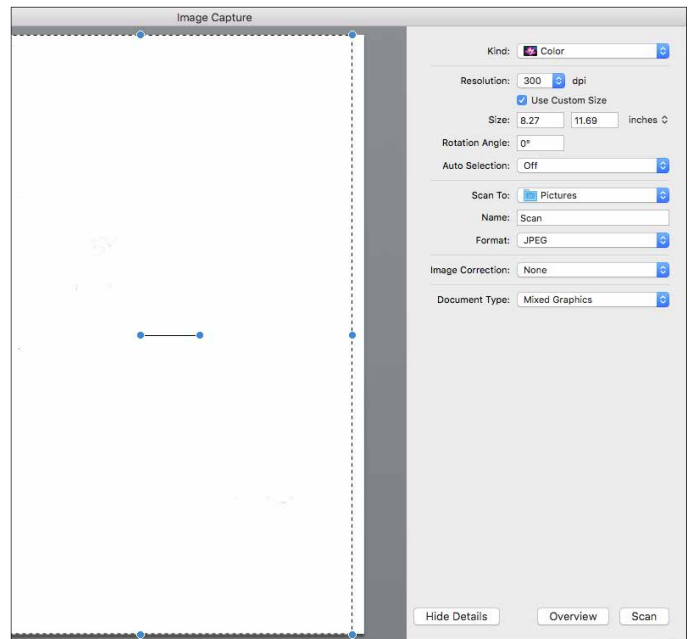 Image Capture
Kind: Color
Resolution: 300 dpi
Use Custom Size
Size: 8.27 11.69 inches
Rotation Angle: 0°
Auto Selection: Off
Scan To: Pictures
Name: Scan
Format: JPEG
Image Correction: None
Document Type: Mixed Graphics
Hide Details Overview Scan